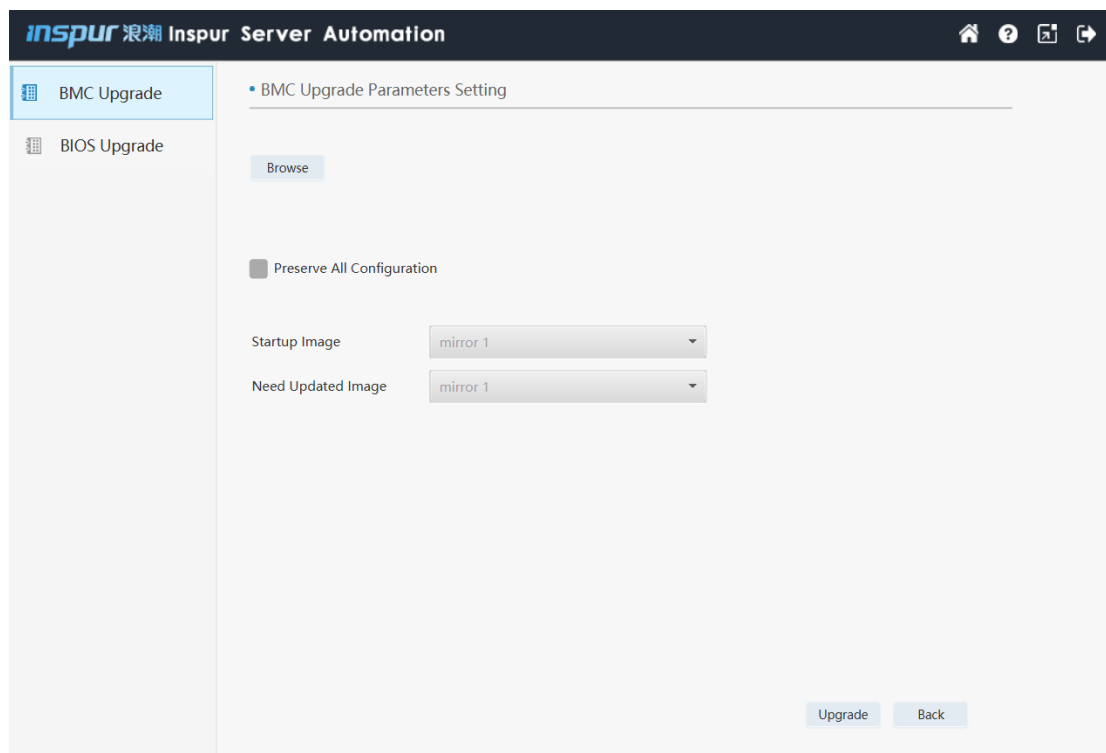 inspur 浪潮 Inspur Server Automation
BMC Upgrade
BIOS Upgrade
• BMC Upgrade Parameters Setting
Browse
Preserve All Configuration
Startup Image mirror 1
Need Updated Image mirror 1
Upgrade Back